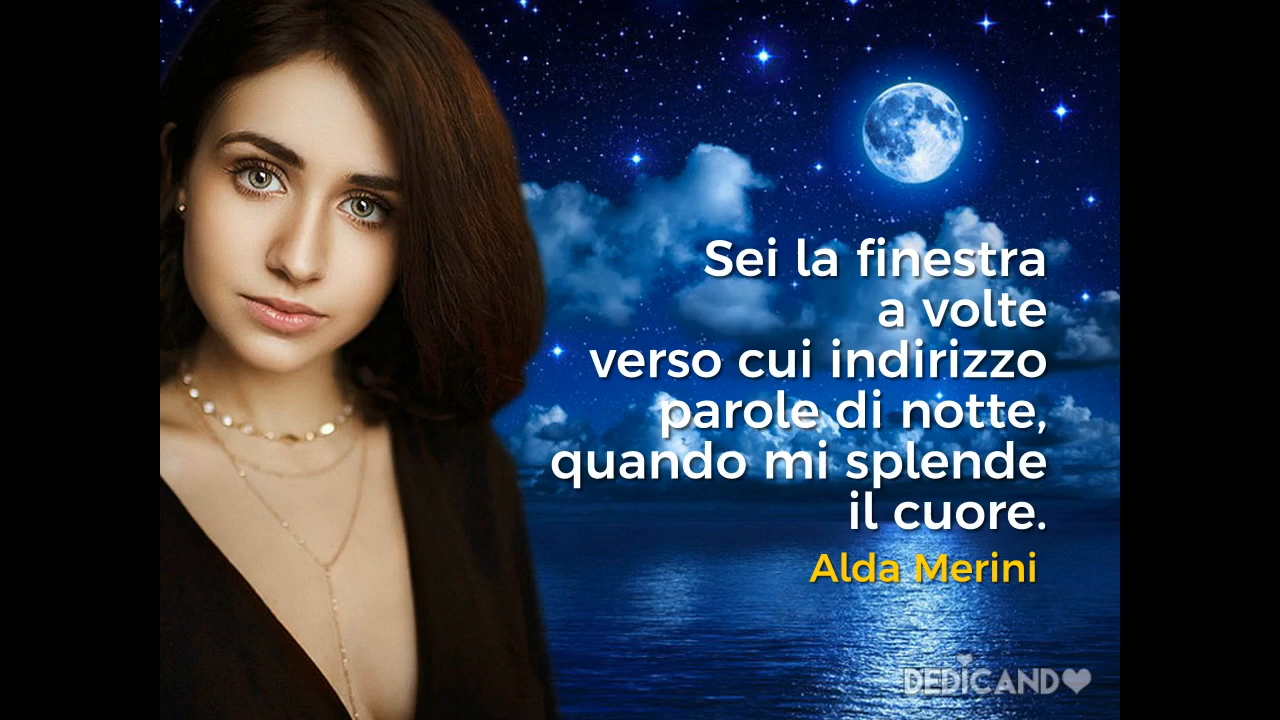 Sei la finestra
a volte
verso cui indirizzo
parole di notte,
quando mi splende
il cuore.
Alda Merini
DEDICANDO